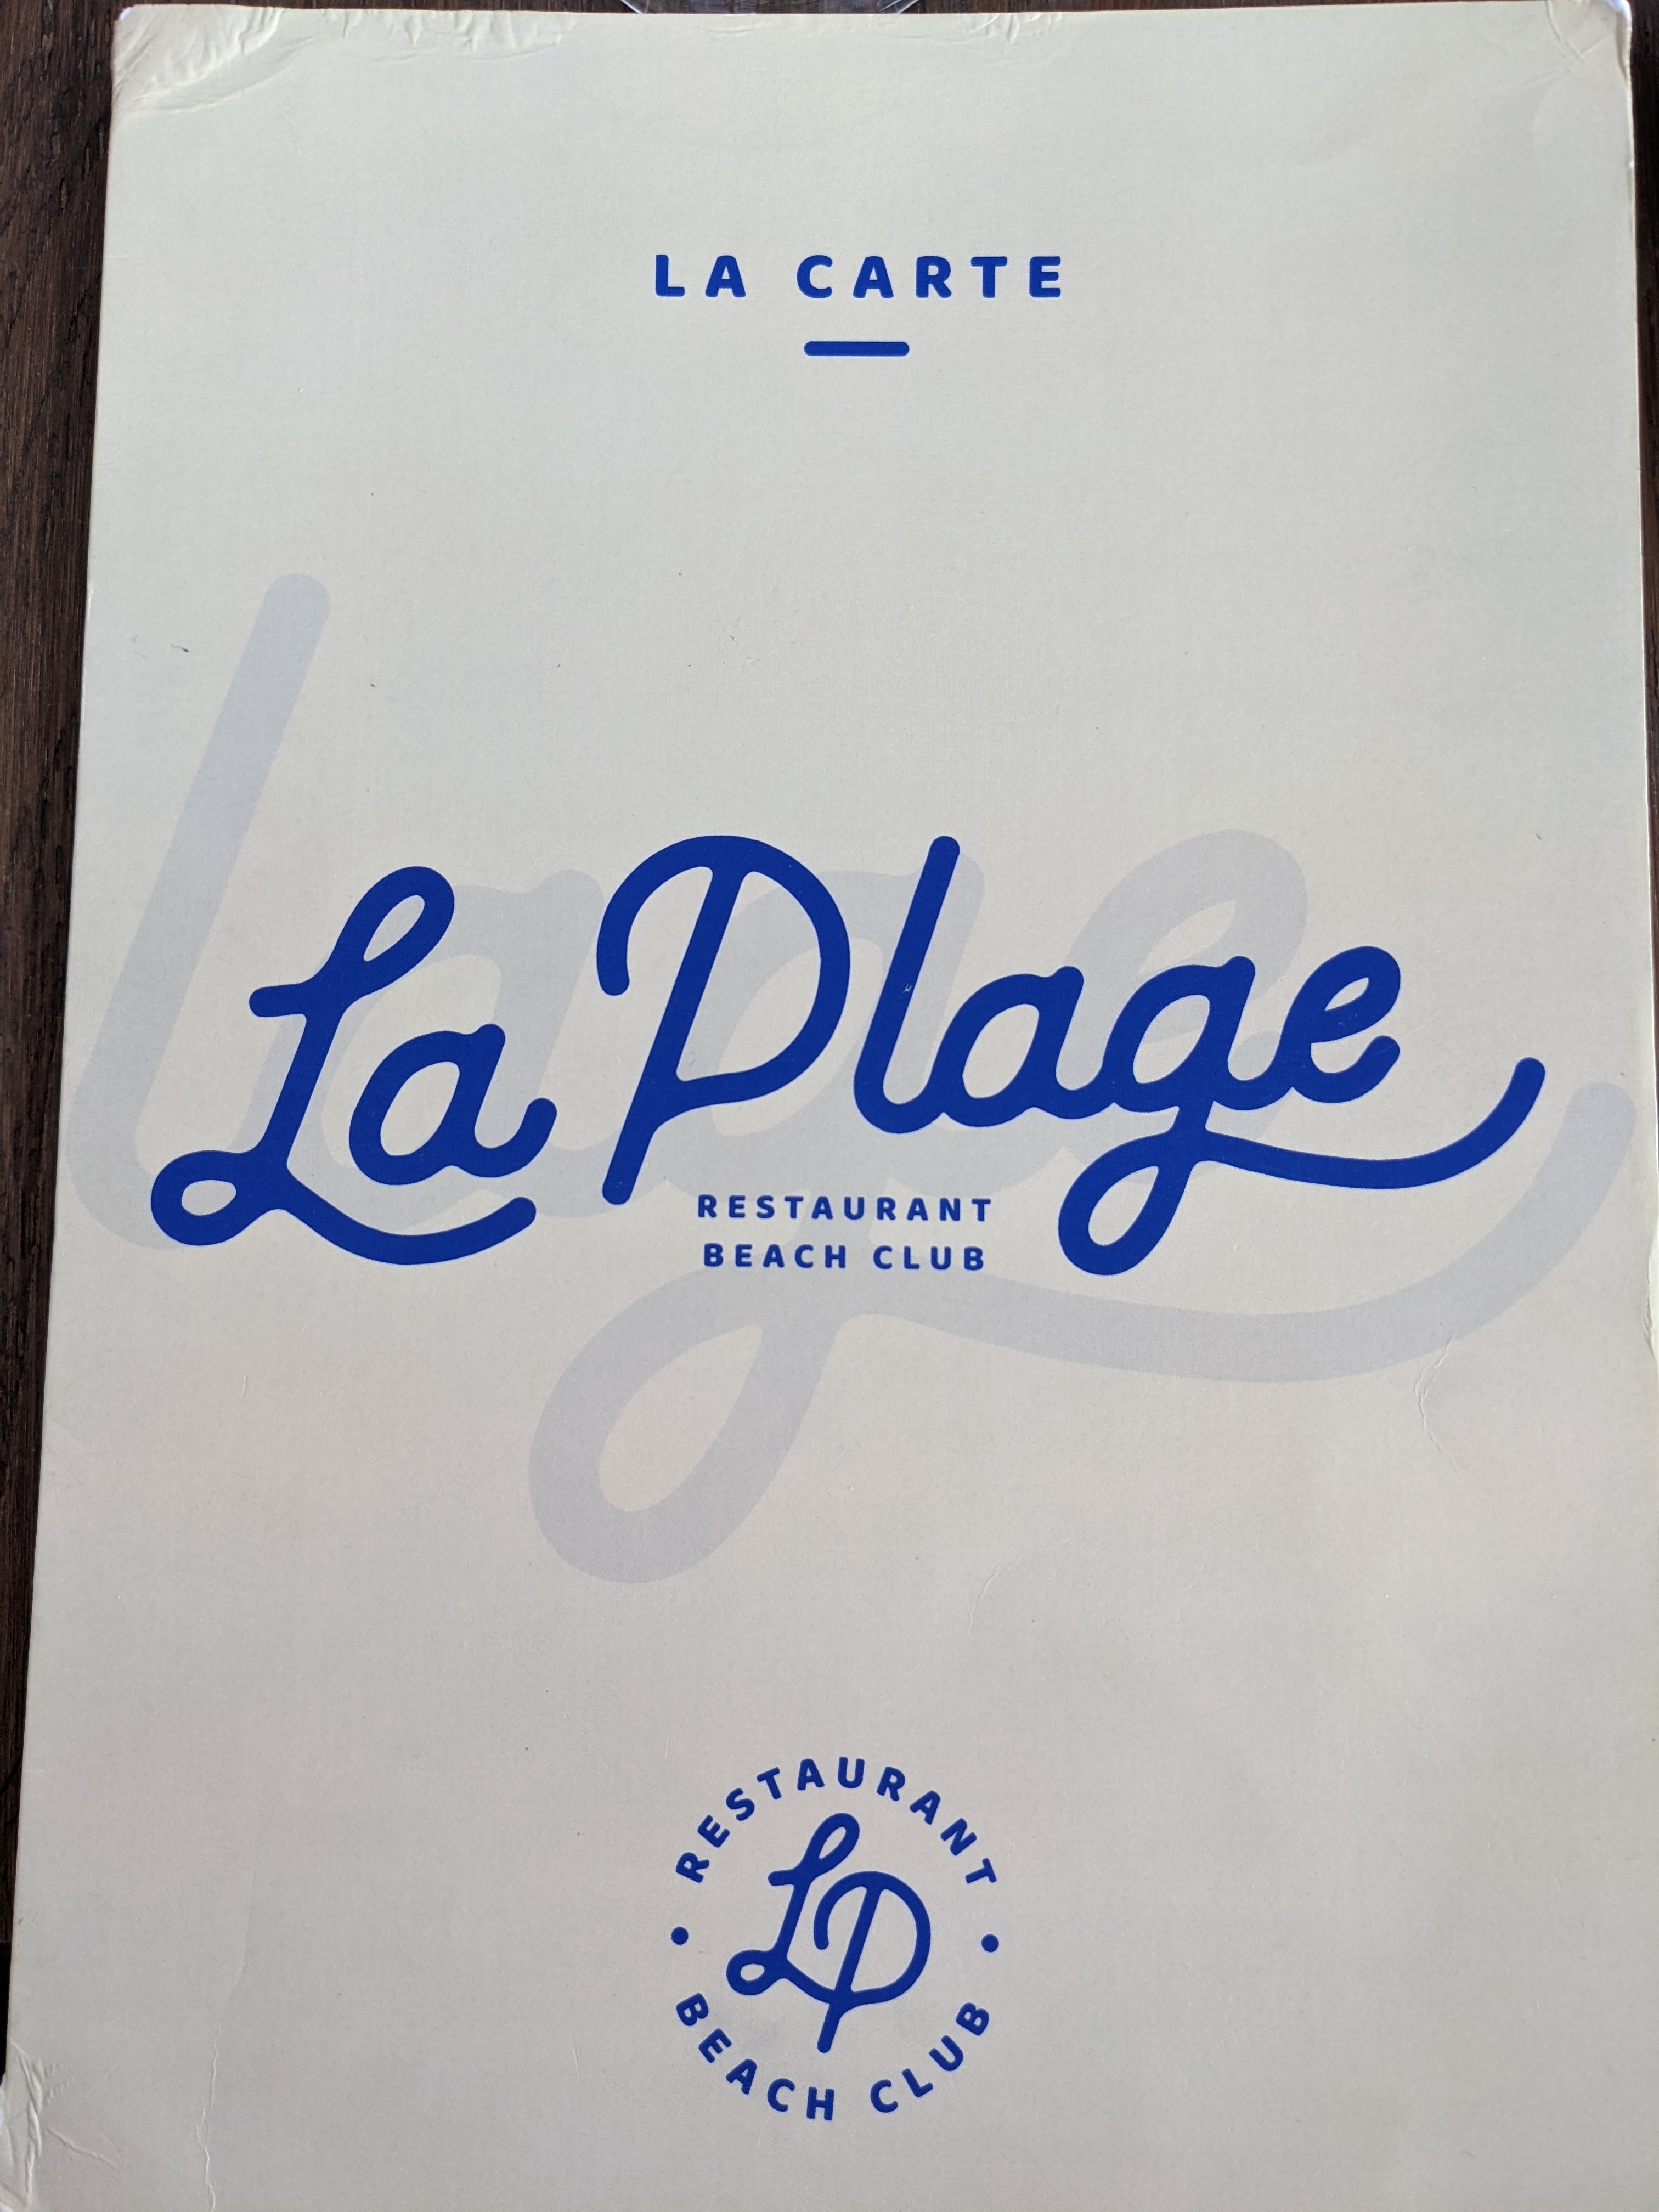 LA CARTE
La Plage
RESTAURANT
BEACH CLUB
RESTAURANT
LP
BEACH CLUB